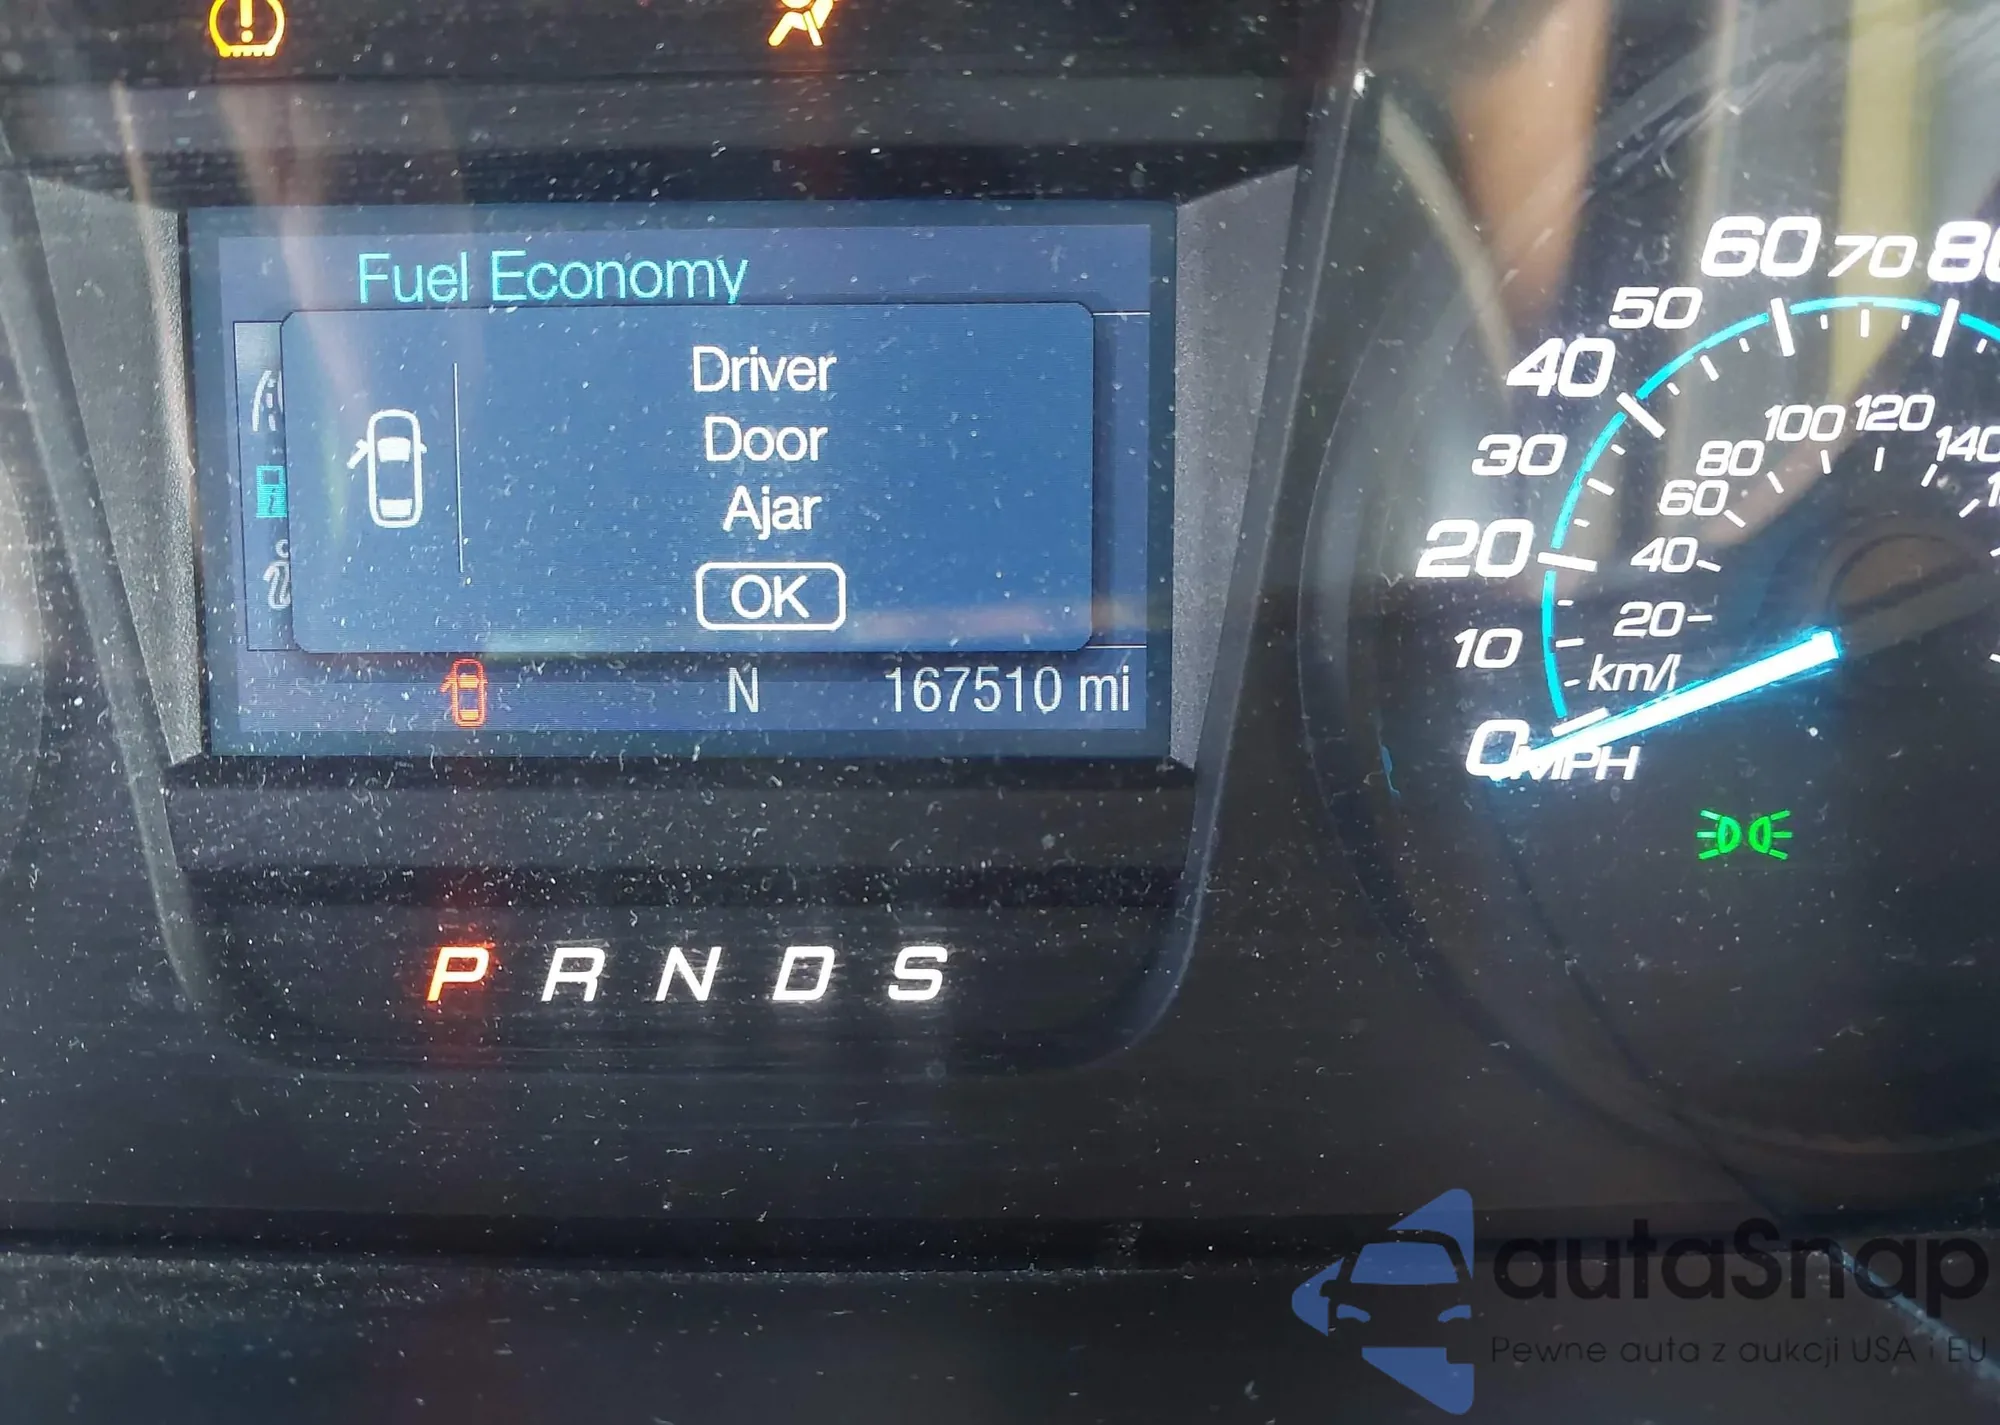 Fuel Economy
Driver
Door
Ajar
OK
N 167510 mi
P R N D S
0 10 20 30 40 50 60 70
MPH
20 40 60 80 100 120 140
autaSnap
Pewne auta z aukcji USA i EU